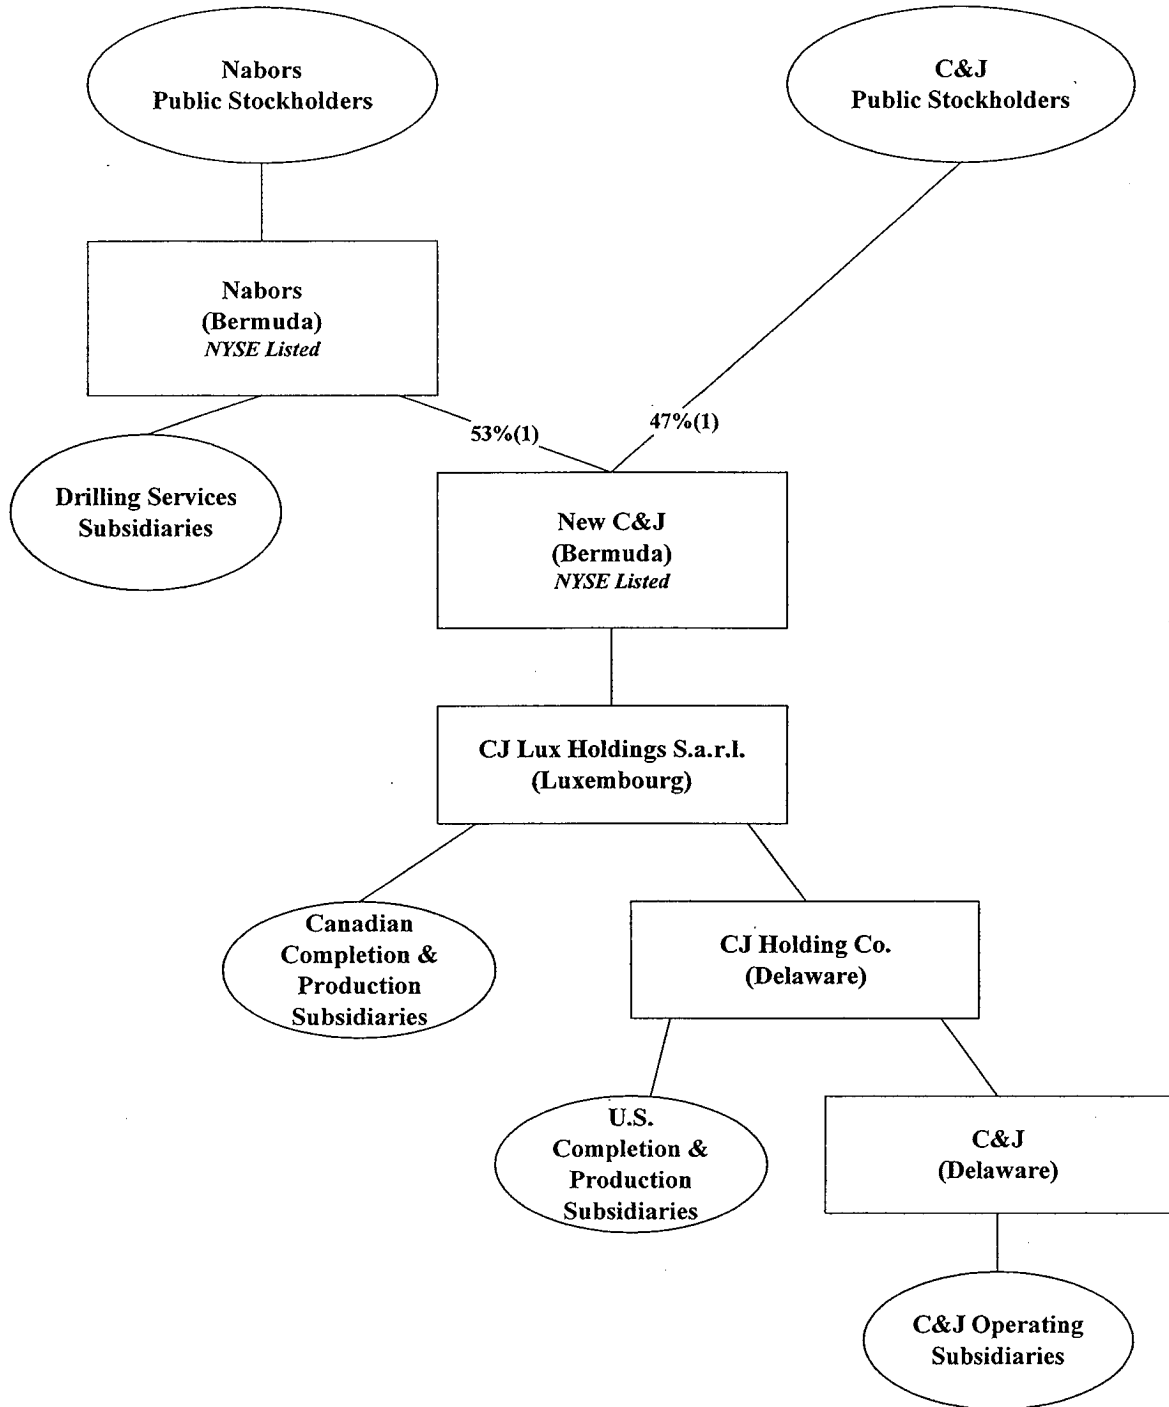 Nabors
Public Stockholders
C&J
Public Stockholders
Nabors
(Bermuda)
NYSE Listed
53%(1)
47%(1)
Drilling Services
Subsidiaries
New C&J
(Bermuda)
NYSE Listed
CJ Lux Holdings S.a.r.l.
(Luxembourg)
Canadian
Completion &
Production
Subsidiaries
CJ Holding Co.
(Delaware)
U.S.
Completion &
Production
Subsidiaries
C&J
(Delaware)
C&J Operating
Subsidiaries